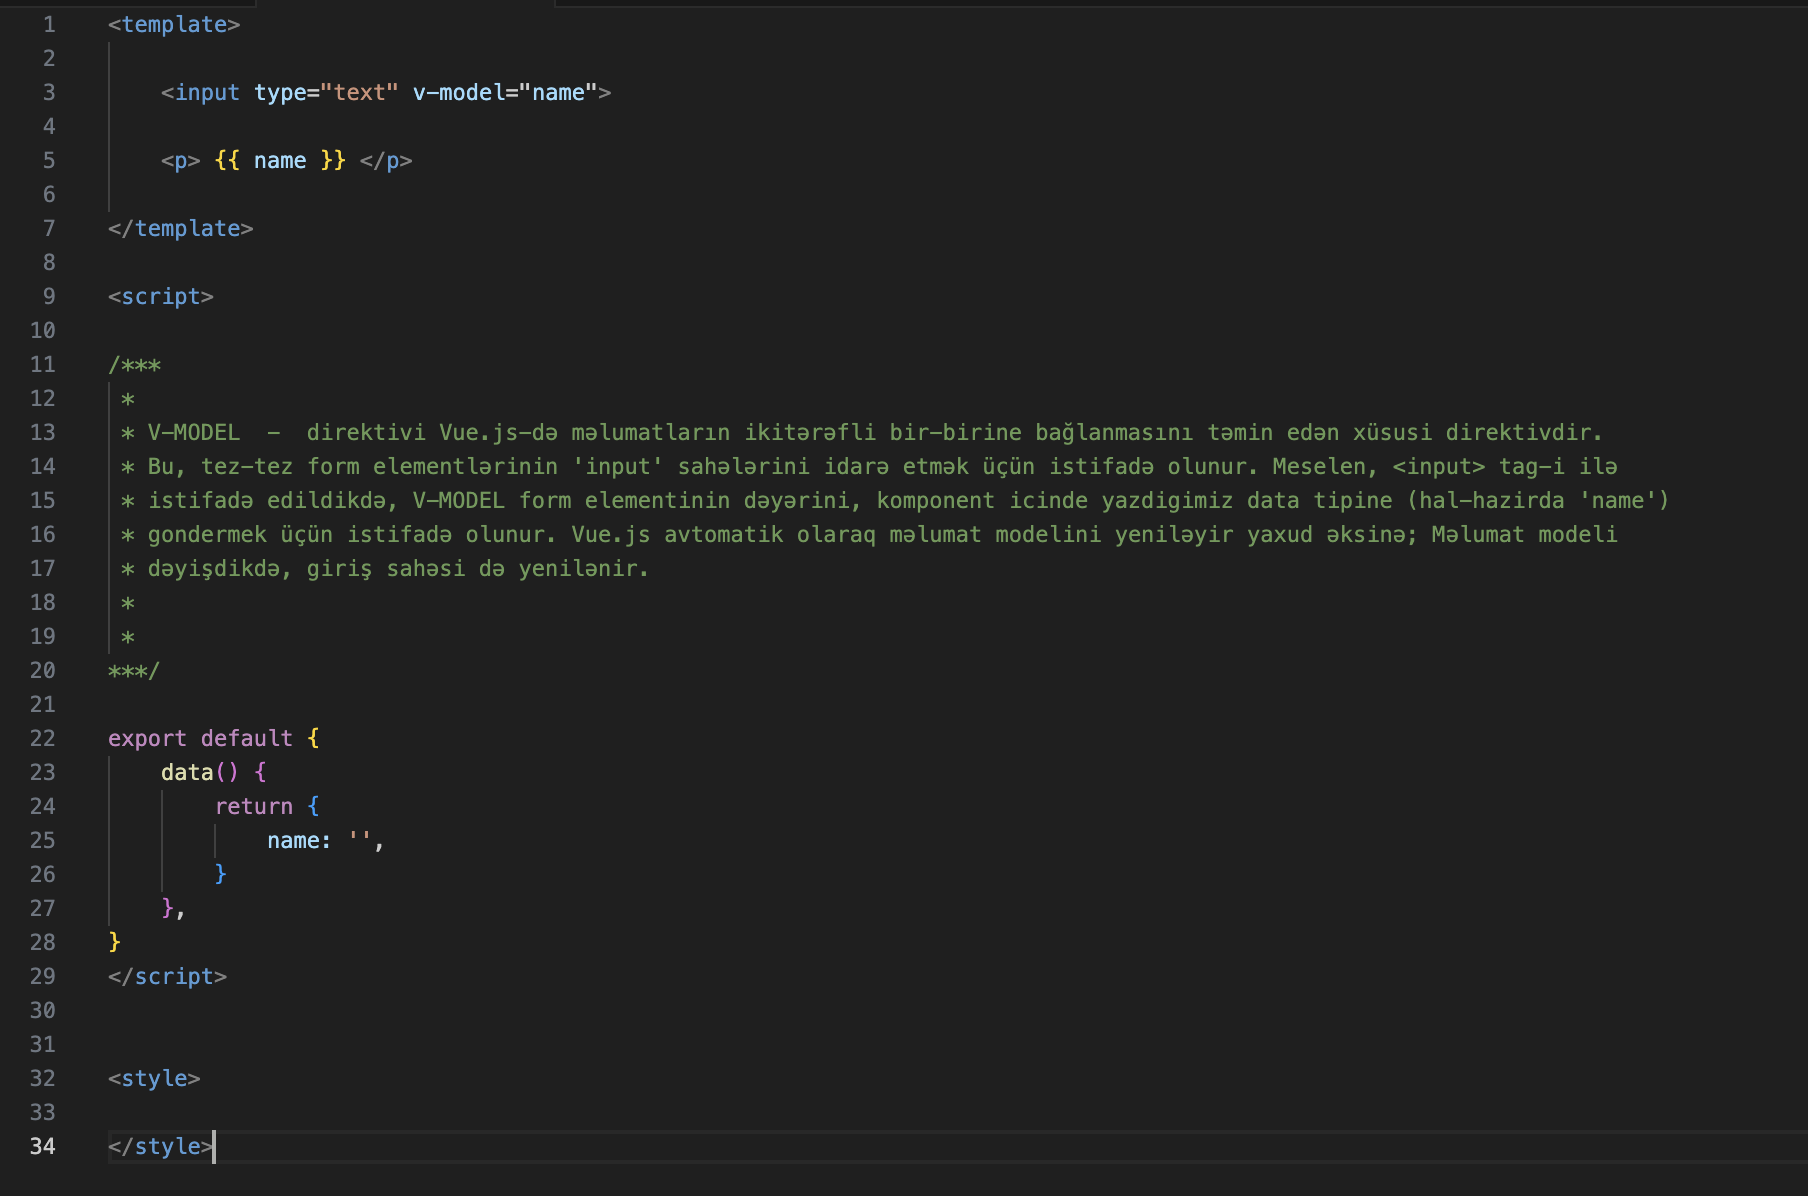 1 <template>
2
3 <input type="text" v-model="name">
4
5 <p> {{ name }} </p>
6
7 </template>
8
9 <script>
10
11 /***
12 *
13 * V-MODEL - direktivi Vue.js-də məlumatların ikitərəfli bir-birine bağlanmasını təmin edən xüsusi direktivdir.
14 * Bu, tez-tez form elementlərinin 'input' sahələrini idarə etmək üçün istifadə olunur. Meselen, <input> tag-i ilə
15 * istifadə edildikdə, V-MODEL form elementinin dəyərini, komponent icinde yazdigimiz data tipine (hal-hazirda 'name')
16 * gondermek üçün istifadə olunur. Vue.js avtomatik olaraq məlumat modelini yeniləyir yaxud əksinə; Məlumat modeli
17 * dəyişdikdə, giriş sahəsi də yenilənir.
18 *
19 *
20 ***/
21
22 export default {
23 data() {
24 return {
25 name: '',
26 }
27 },
28 }
29 </script>
30
31
32 <style>
33
34 </style>